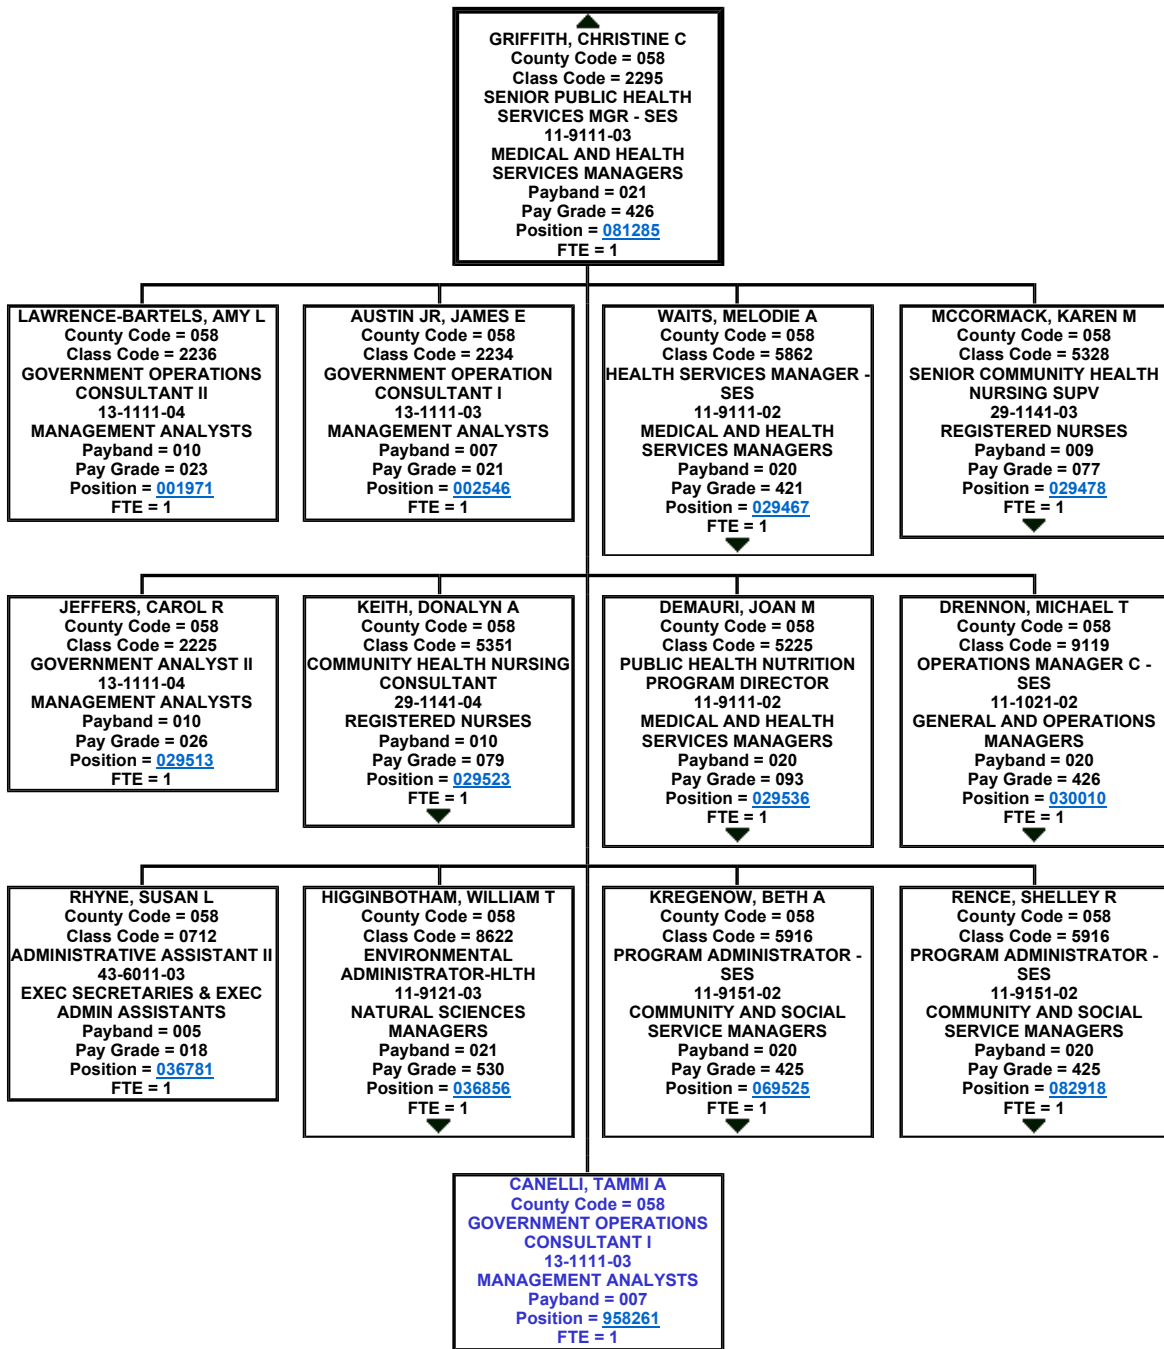 GRIFFITH, CHRISTINE C
County Code = 058
Class Code = 2295
SENIOR PUBLIC HEALTH
SERVICES MGR - SES
11-9111-03
MEDICAL AND HEALTH
SERVICES MANAGERS
Payband = 021
Pay Grade = 426
Position = 081285
FTE = 1
LAWRENCE-BARTELS, AMY L
County Code = 058
Class Code = 2236
GOVERNMENT OPERATIONS
CONSULTANT II
13-1111-04
MANAGEMENT ANALYSTS
Payband = 010
Pay Grade = 023
Position = 001971
FTE = 1
AUSTIN JR, JAMES E
County Code = 058
Class Code = 2234
GOVERNMENT OPERATION
CONSULTANT I
13-1111-03
MANAGEMENT ANALYSTS
Payband = 007
Pay Grade = 021
Position = 002546
FTE = 1
WAITS, MELODIE A
County Code = 058
Class Code = 5862
HEALTH SERVICES MANAGER -
SES
11-9111-02
MEDICAL AND HEALTH
SERVICES MANAGERS
Payband = 020
Pay Grade = 421
Position = 029467
FTE = 1
MCCORMACK, KAREN M
County Code = 058
Class Code = 5328
SENIOR COMMUNITY HEALTH
NURSING SUPV
29-1141-03
REGISTERED NURSES
Payband = 009
Pay Grade = 077
Position = 029478
FTE = 1
JEFFERS, CAROL R
County Code = 058
Class Code = 2225
GOVERNMENT ANALYST II
13-1111-04
MANAGEMENT ANALYSTS
Payband = 010
Pay Grade = 026
Position = 029513
FTE = 1
KEITH, DONALYN A
County Code = 058
Class Code = 5351
COMMUNITY HEALTH NURSING
CONSULTANT
29-1141-04
REGISTERED NURSES
Payband = 010
Pay Grade = 079
Position = 029523
FTE = 1
DEMAURI, JOAN M
County Code = 058
Class Code = 5225
PUBLIC HEALTH NUTRITION
PROGRAM DIRECTOR
11-9111-02
MEDICAL AND HEALTH
SERVICES MANAGERS
Payband = 020
Pay Grade = 093
Position = 029536
FTE = 1
DRENNON, MICHAEL T
County Code = 058
Class Code = 9119
OPERATIONS MANAGER C -
SES
11-1021-02
GENERAL AND OPERATIONS
MANAGERS
Payband = 020
Pay Grade = 426
Position = 030010
FTE = 1
RHYNE, SUSAN L
County Code = 058
Class Code = 0712
ADMINISTRATIVE ASSISTANT II
43-6011-03
EXEC SECRETARIES & EXEC
ADMIN ASSISTANTS
Payband = 005
Pay Grade = 018
Position = 036781
FTE = 1
HIGGINBOTHAM, WILLIAM T
County Code = 058
Class Code = 8622
ENVIRONMENTAL
ADMINISTRATOR-HLTH
11-9121-03
NATURAL SCIENCES
MANAGERS
Payband = 021
Pay Grade = 530
Position = 036856
FTE = 1
KREGENOW, BETH A
County Code = 058
Class Code = 5916
PROGRAM ADMINISTRATOR -
SES
11-9151-02
COMMUNITY AND SOCIAL
SERVICE MANAGERS
Payband = 020
Pay Grade = 425
Position = 069525
FTE = 1
RENCE, SHELLEY R
County Code = 058
Class Code = 5916
PROGRAM ADMINISTRATOR -
SES
11-9151-02
COMMUNITY AND SOCIAL
SERVICE MANAGERS
Payband = 020
Pay Grade = 425
Position = 082918
FTE = 1
CANELLI, TAMMI A
County Code = 058
GOVERNMENT OPERATIONS
CONSULTANT I
13-1111-03
MANAGEMENT ANALYSTS
Payband = 007
Position = 958261
FTE = 1